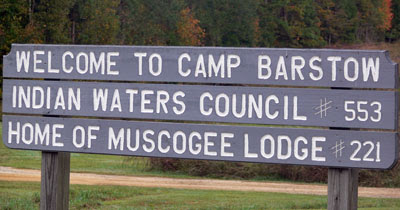 WELCOME TO CAMP BARSTOW
INDIAN WATERS COUNCIL # 553
HOME OF MUSCOGEE LODGE # 221